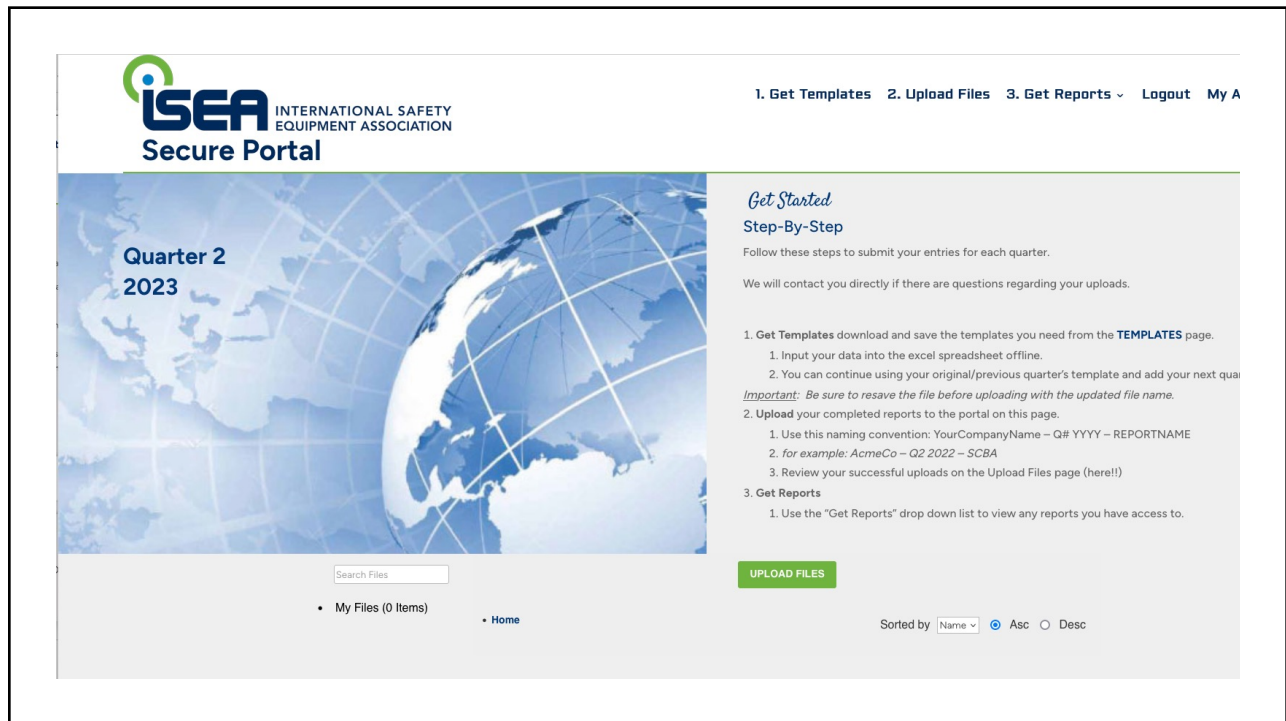 iSEA INTERNATIONAL SAFETY
EQUIPMENT ASSOCIATION
Secure Portal
1. Get Templates 2. Upload Files 3. Get Reports Logout My A
Quarter 2
2023
Get Started
Step-By-Step
Follow these steps to submit your entries for each quarter.
We will contact you directly if there are questions regarding your uploads.
1. Get Templates download and save the templates you need from the TEMPLATES page.
1. Input your data into the excel spreadsheet offline.
2. You can continue using your original/previous quarter's template and add your next quar
Important: Be sure to resave the file before uploading with the updated file name.
2. Upload your completed reports to the portal on this page.
1. Use this naming convention: YourCompanyName – Q# YYYY – REPORTNAME
2. for example: AcmeCo – Q2 2022 – SCBA
3. Review your successful uploads on the Upload Files page (here!!)
3. Get Reports
1. Use the "Get Reports" drop down list to view any reports you have access to.
Search Files
UPLOAD FILES
• My Files (0 Items)
• Home
Sorted by Name Asc Desc